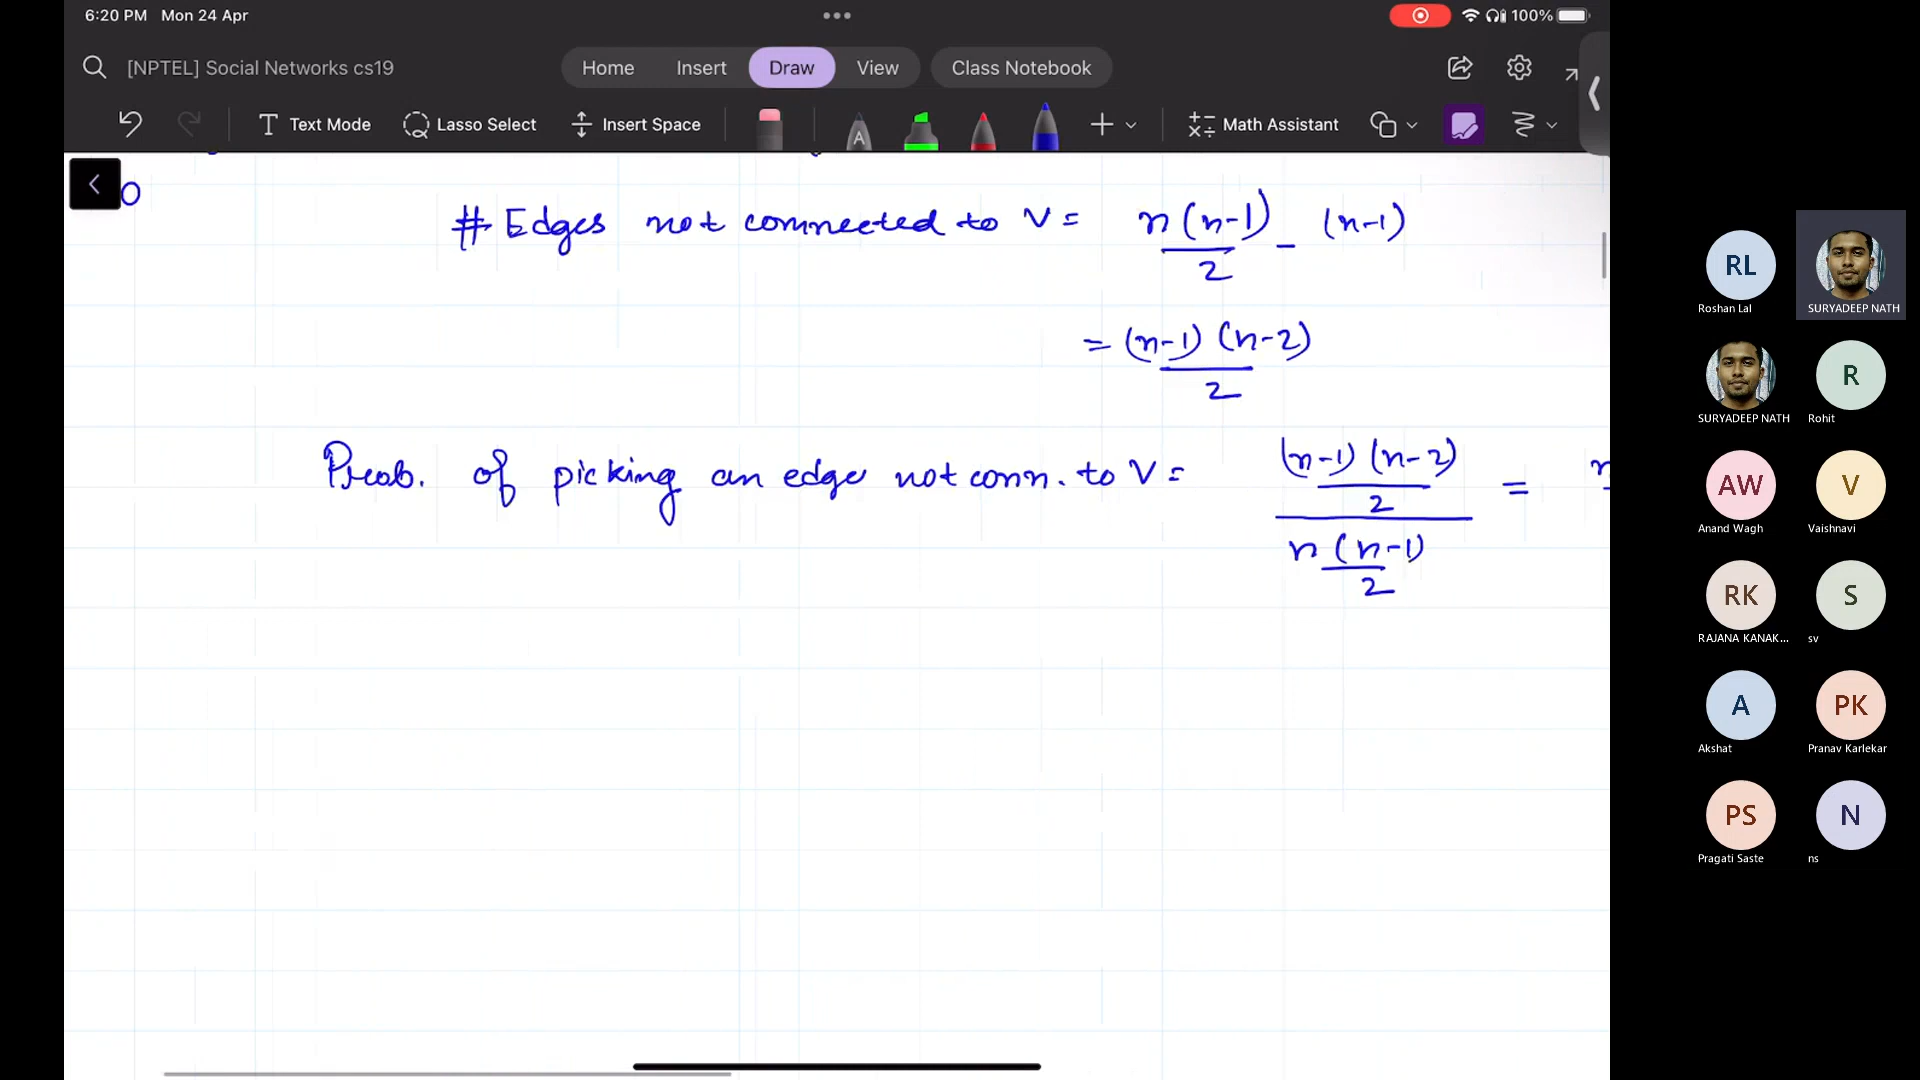 6:20 PM Mon 24 Apr
100%
[NPTEL] Social Networks cs19
Home Insert Draw View Class Notebook
Text Mode Lasso Select Insert Space A Math Assistant
# Edges not connected to V = n(n-1)/2 - (n-1)
= (n-1)(n-2)/2
Prob. of picking an edge not conn. to V = ((n-1)(n-2)/2)/(n(n-1)/2) =
RL
Roshan Lal
SURYADEEP NATH
SURYADEEP NATH
R
Rohit
AW
Anand Wagh
V
Vaishnavi
RK
RAJANA KANAK...
S
sv
A
Akshat
PK
Pranav Karlekar
PS
Pragati Saste
N
ns